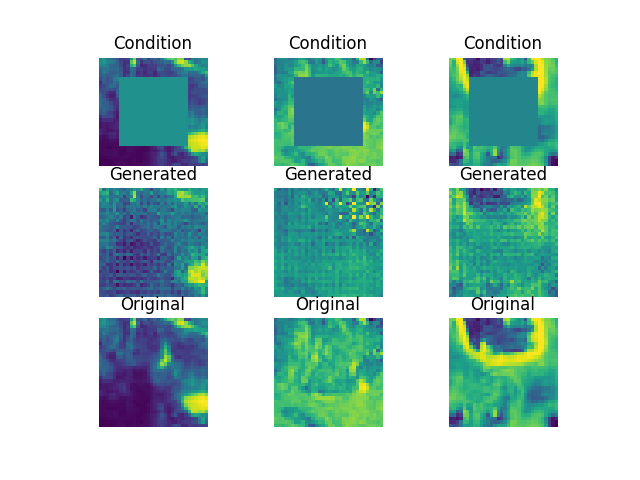 Condition
Condition
Condition
Generated
Generated
Generated
Original
Original
Original